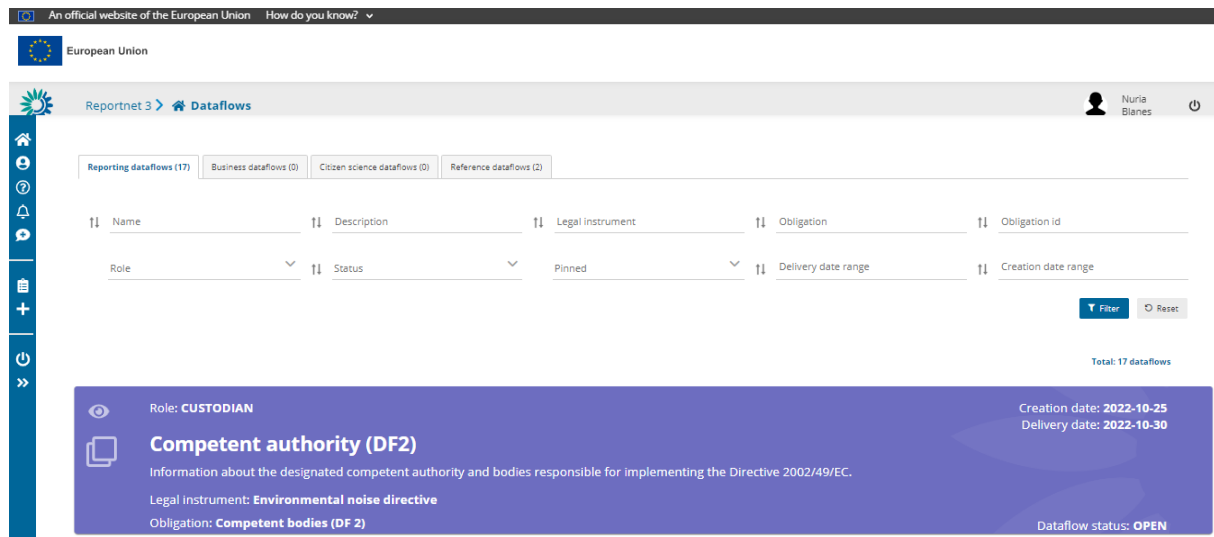 An official website of the European Union How do you know?
European Union
Reportnet 3 Dataflows
Nuria
Blanes
Reporting dataflows (17) Business dataflows (0) Citizen science dataflows (0) Reference dataflows (2)
Name Description Legal instrument Obligation Obligation id
Role Status Pinned Delivery date range Creation date range
Filter Reset
Total: 17 dataflows
Role: CUSTODIAN Creation date: 2022-10-25
Delivery date: 2022-10-30
Competent authority (DF2)
Information about the designated competent authority and bodies responsible for implementing the Directive 2002/49/EC.
Legal instrument: Environmental noise directive
Obligation: Competent bodies (DF 2) Dataflow status: OPEN